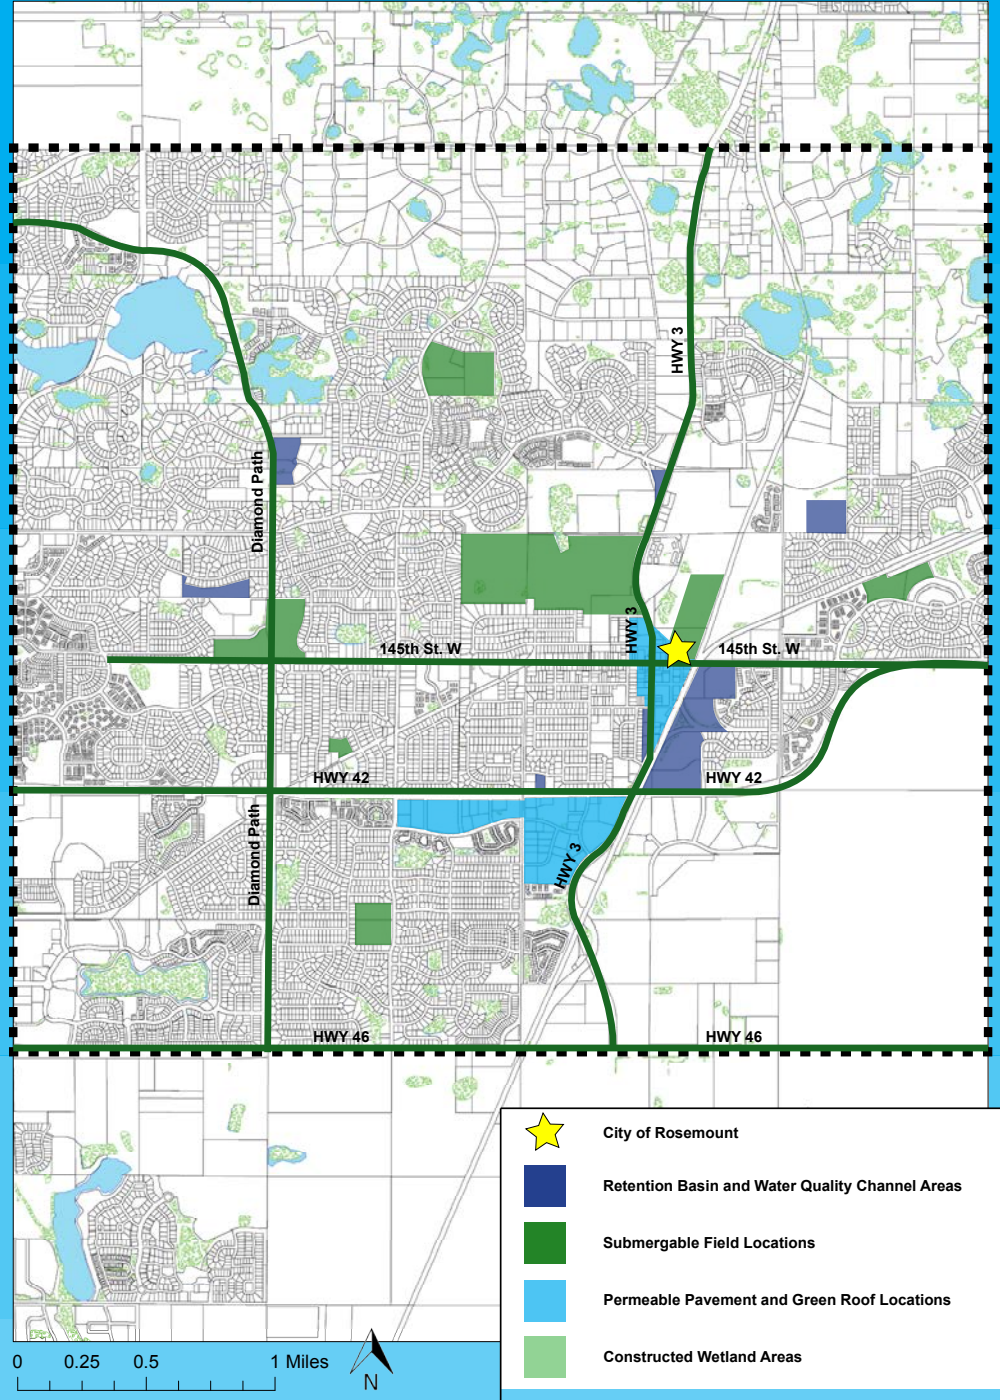 HWY 3
Diamond Path
HWY 3
145th St. W
145th St. W
HWY 42
HWY 42
Diamond Path
HWY 3
HWY 46
HWY 46
City of Rosemount
Retention Basin and Water Quality Channel Areas
Submergable Field Locations
Permeable Pavement and Green Roof Locations
Constructed Wetland Areas
0 0.25 0.5 1 Miles
N